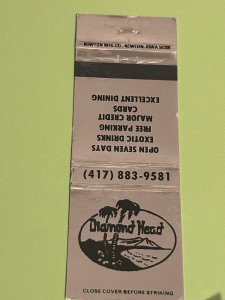 NEWTON MFG. CO. NEWTON, IOWA 50208
OPEN SEVEN DAYS
EXOTIC DRINKS
FREE PARKING
MAJOR CREDIT
CARDS
EXCELLENT DINING
(417) 883-9581
Diamond Head
CLOSE COVER BEFORE STRIKING